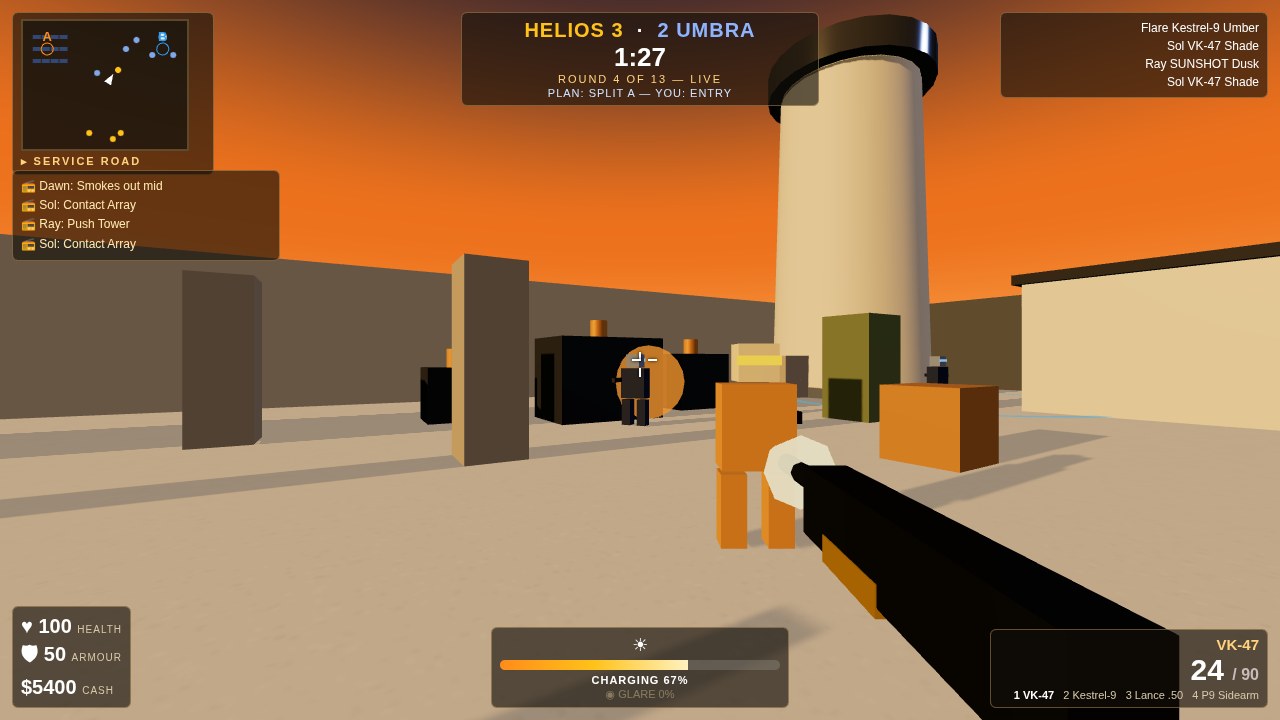 A
B
▸ SERVICE ROAD
📻 Dawn: Smokes out mid
📻 Sol: Contact Array
📻 Ray: Push Tower
📻 Sol: Contact Array
HELIOS 3 · 2 UMBRA
1:27
ROUND 4 OF 13 — LIVE
PLAN: SPLIT A — YOU: ENTRY
Flare Kestrel-9 Umber
Sol VK-47 Shade
Ray SUNSHOT Dusk
Sol VK-47 Shade
♥ 100 HEALTH
50 ARMOUR
$5400 CASH
☀
CHARGING 67%
◉ GLARE 0%
VK-47
24 / 90
1 VK-47 2 Kestrel-9 3 Lance .50 4 P9 Sidearm